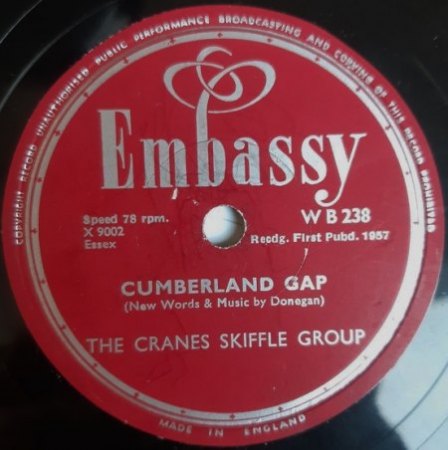 COPYRIGHT RECORD UNAUTHORISED PUBLIC PERFORMANCE BROADCASTING AND COPYING OF THIS RECORD PROHIBITED
Embassy
Speed 78 rpm.
X 9002
Essex
WB 238
Recdg. First Pubd. 1957
CUMBERLAND GAP
(New Words & Music by Donegan)
THE CRANES SKIFFLE GROUP
MADE IN ENGLAND